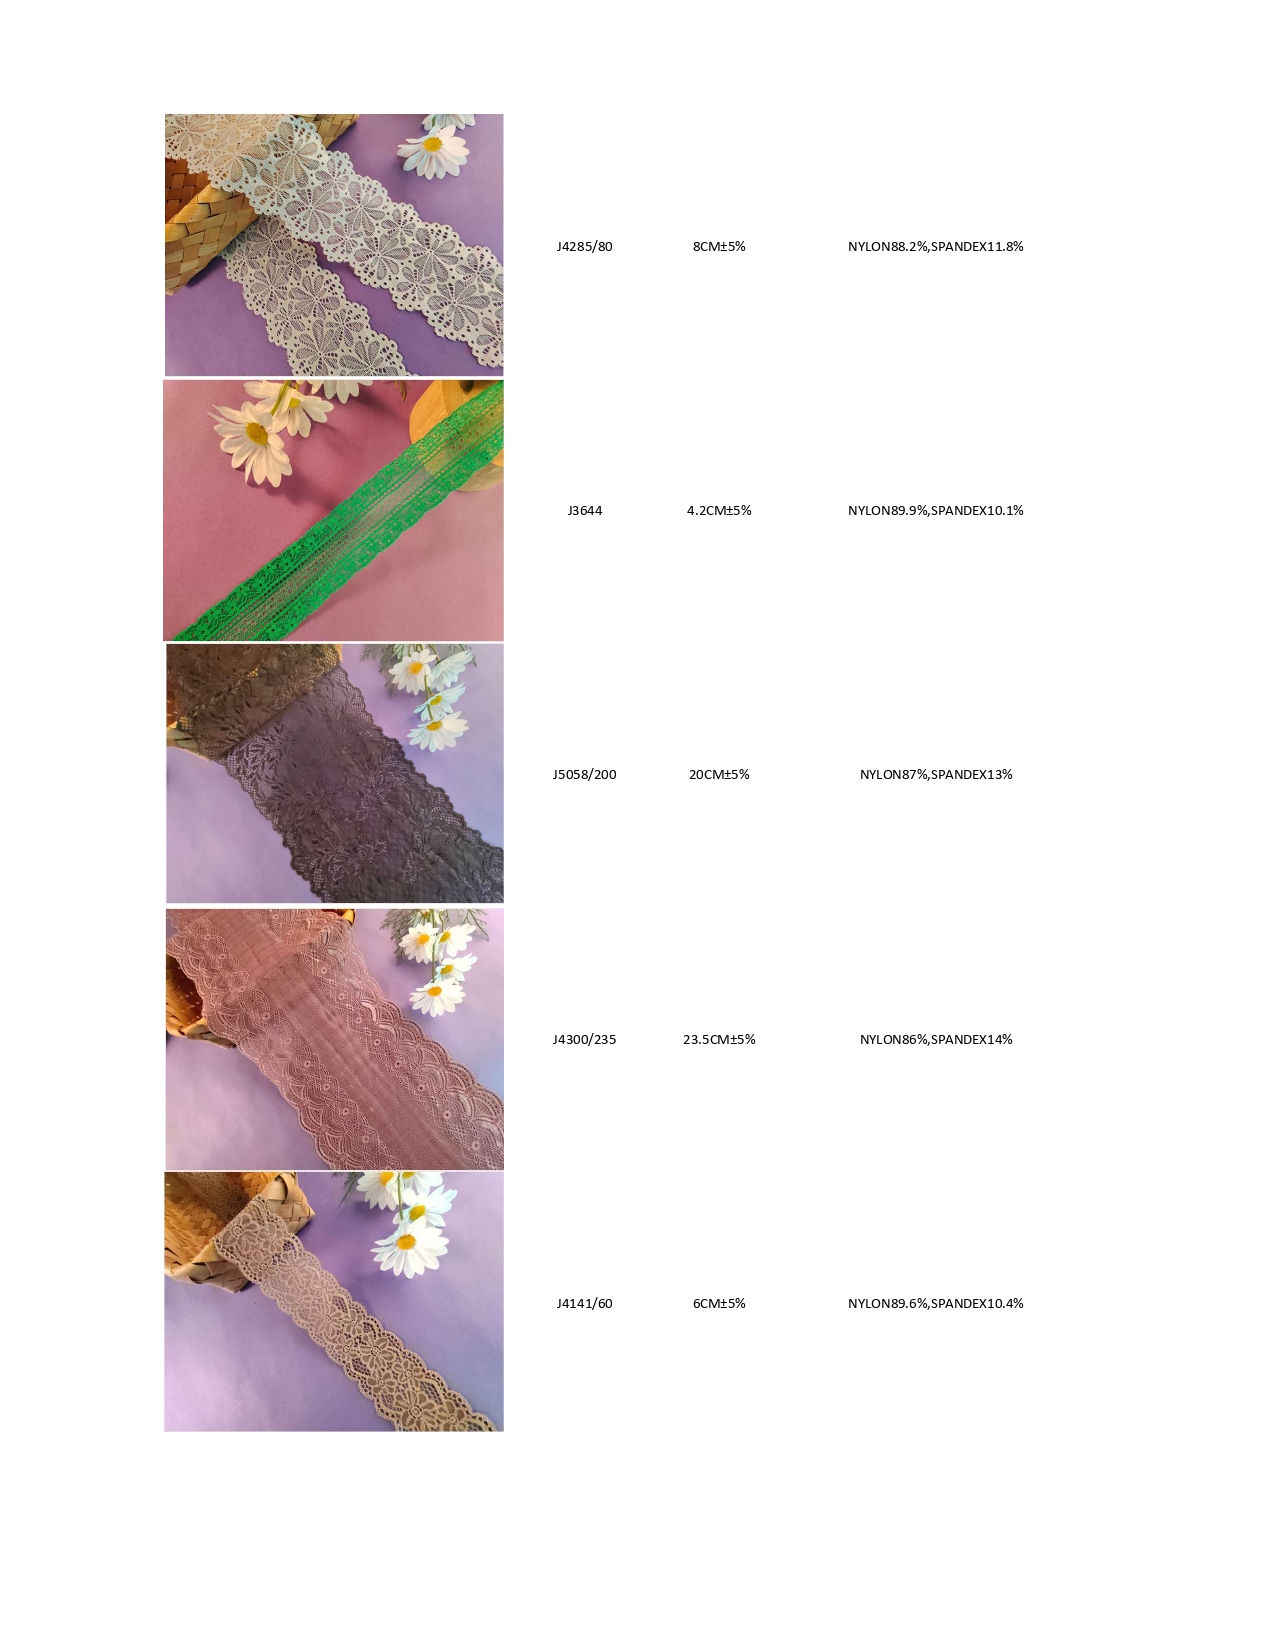 J4285/80 8CM±5% NYLON88.2%,SPANDEX11.8%
J3644 4.2CM±5% NYLON89.9%,SPANDEX10.1%
J5058/200 20CM±5% NYLON87%,SPANDEX13%
J4300/235 23.5CM±5% NYLON86%,SPANDEX14%
J4141/60 6CM±5% NYLON89.6%,SPANDEX10.4%